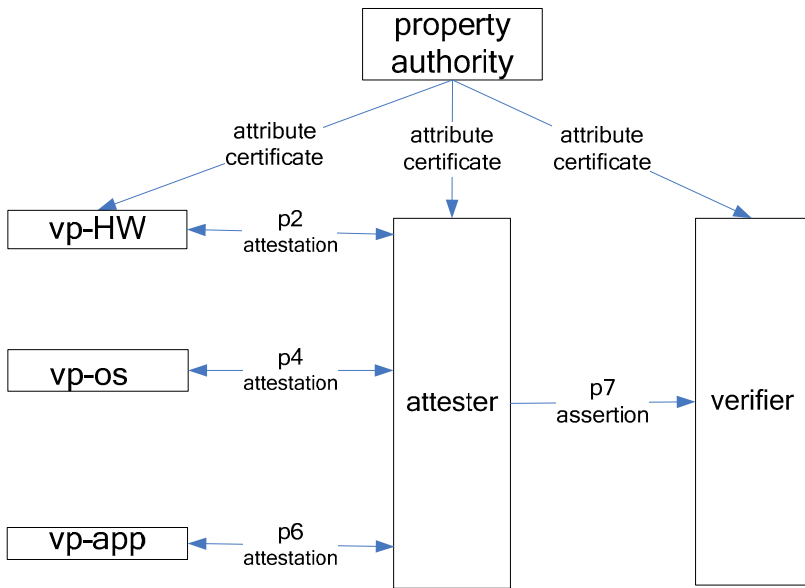 property
authority
attribute
certificate
attribute
certificate
attribute
certificate
vp-HW
p2
attestation
vp-os
p4
attestation
attester
p7
assertion
verifier
vp-app
p6
attestation